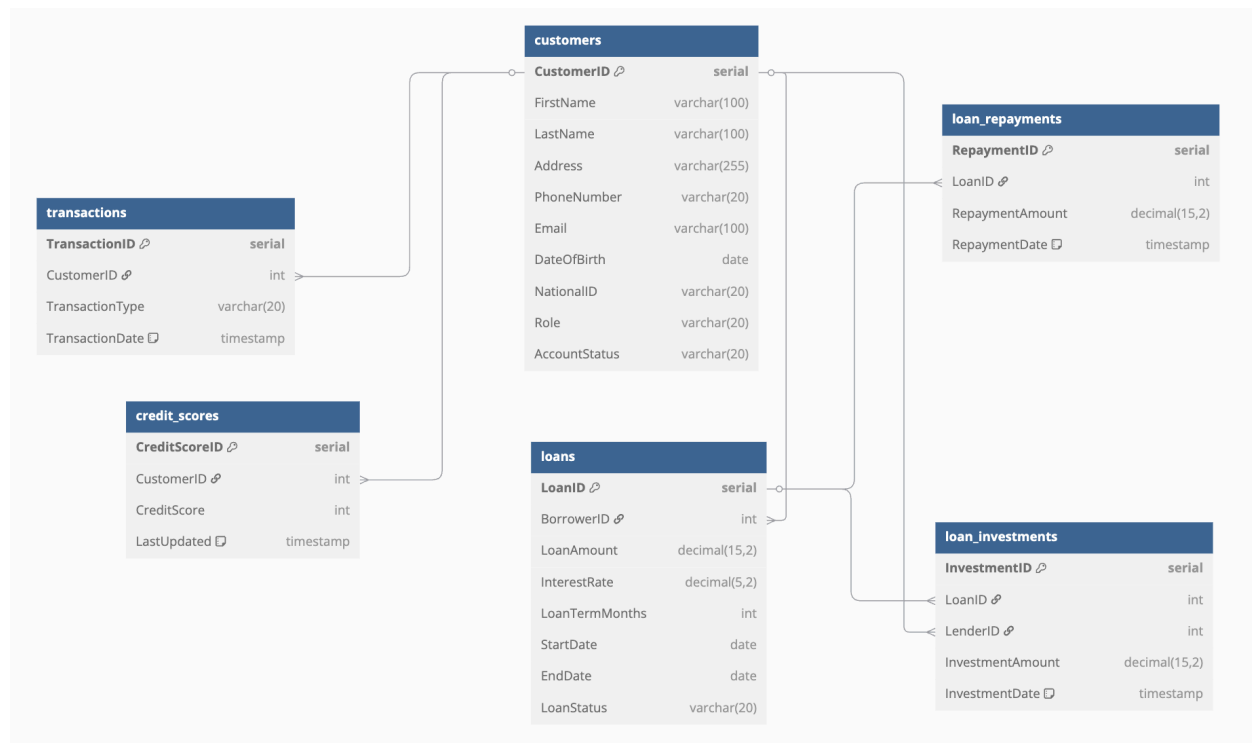 customers
CustomerID serial
FirstName varchar(100)
LastName varchar(100)
Address varchar(255)
PhoneNumber varchar(20)
Email varchar(100)
DateOfBirth date
NationalID varchar(20)
Role varchar(20)
AccountStatus varchar(20)
loan_repayments
RepaymentID serial
LoanID int
RepaymentAmount decimal(15,2)
RepaymentDate timestamp
transactions
TransactionID serial
CustomerID int
TransactionType varchar(20)
TransactionDate timestamp
credit_scores
CreditScoreID serial
CustomerID int
CreditScore int
LastUpdated timestamp
loans
LoanID serial
BorrowerID int
LoanAmount decimal(15,2)
InterestRate decimal(5,2)
LoanTermMonths int
StartDate date
EndDate date
LoanStatus varchar(20)
loan_investments
InvestmentID serial
LoanID int
LenderID int
InvestmentAmount decimal(15,2)
InvestmentDate timestamp